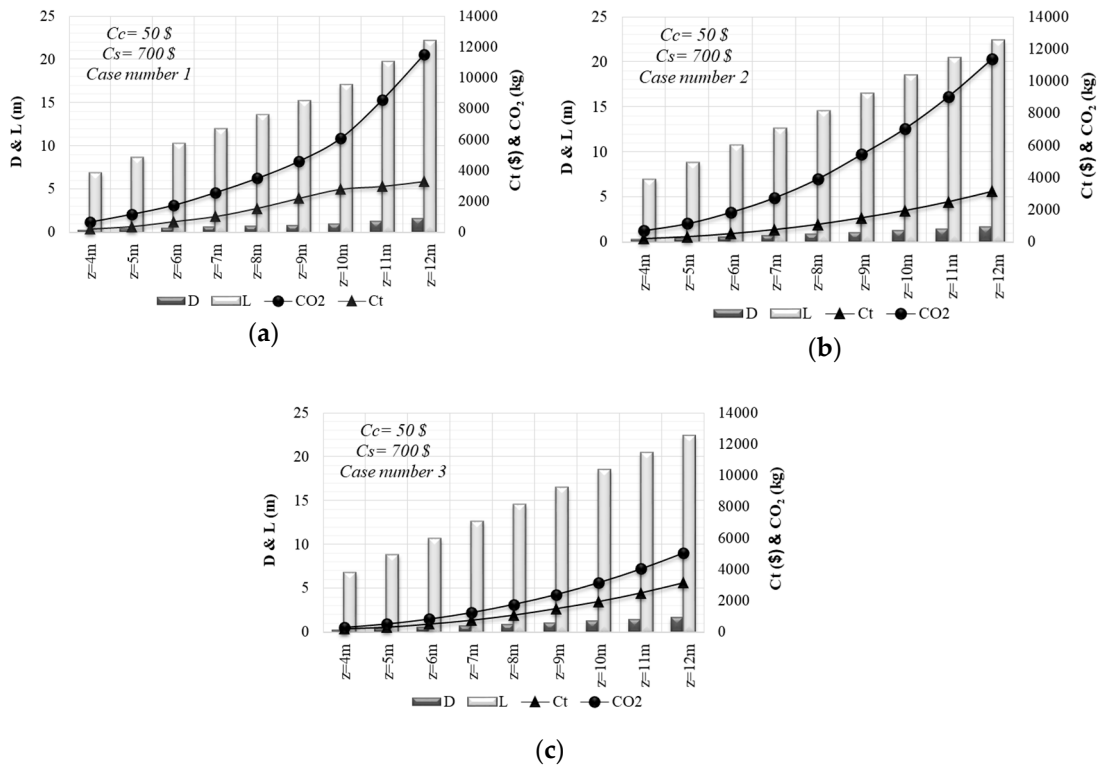 25
20
15
10
5
0
D & L (m)
Cc= 50 $
Cs= 700 $
Case number 1
14000
12000
10000
8000
6000
4000
2000
0
Ct ($) & CO2 (kg)
z=4m
z=5m
z=6m
z=7m
z=8m
z=9m
z=10m
z=11m
z=12m
D L CO2 Ct
(a)
25
20
15
10
5
0
D & L (m)
Cc= 50 $
Cs= 700 $
Case number 2
14000
12000
10000
8000
6000
4000
2000
0
Ct ($) & CO2 (kg)
z=4m
z=5m
z=6m
z=7m
z=8m
z=9m
z=10m
z=11m
z=12m
D L Ct CO2
(b)
25
20
15
10
5
0
D & L (m)
Cc= 50 $
Cs= 700 $
Case number 3
14000
12000
10000
8000
6000
4000
2000
0
Ct ($) & CO2 (kg)
z=4m
z=5m
z=6m
z=7m
z=8m
z=9m
z=10m
z=11m
z=12m
D L Ct CO2
(c)